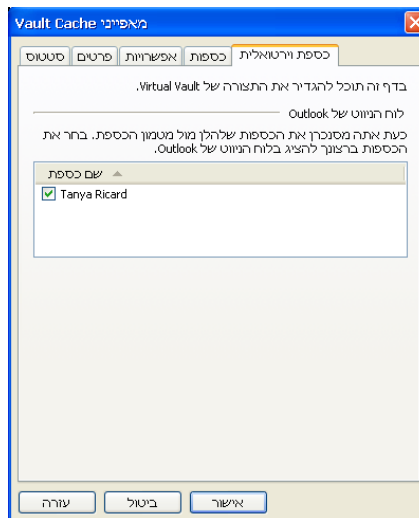 מאפייני Vault Cache
כספת וירטואלית
כספות
אפשרויות
פרטים
סטטוס
בדף זה תוכל להגדיר את התצורה של Virtual Vault.
לוח הניווט של Outlook
כעת אתה מסנכרן את הכספות שלהלן מול מטמון הכספת. בחר את
הכספות ברצונך להציג בלוח הניווט של Outlook.
שם כספת
Tanya Ricard
אישור
ביטול
עזרה